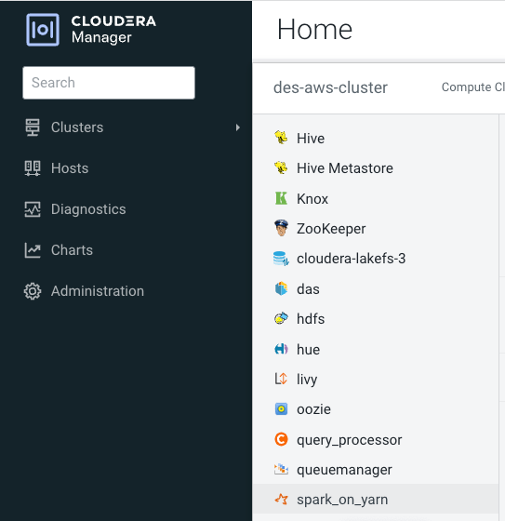 CLOUDERA
Manager
Search
Clusters
Hosts
Diagnostics
Charts
Administration
Home
des-aws-cluster
Compute Cl
Hive
Hive Metastore
Knox
ZooKeeper
cloudera-lakefs-3
das
hdfs
hue
livy
oozie
query_processor
queuemanager
spark_on_yarn